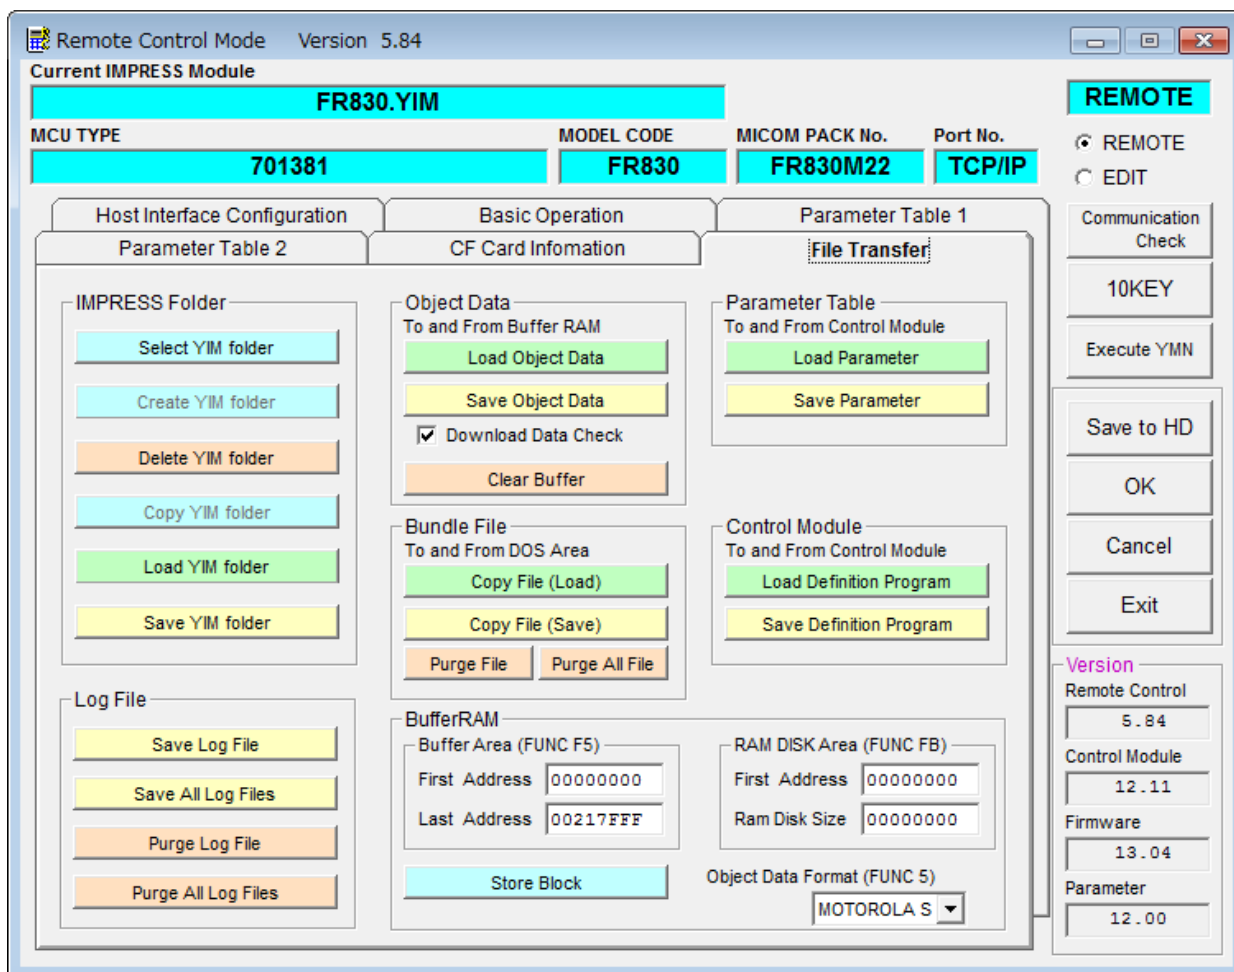 Remote Control Mode Version 5.84
Current IMPRESS Module
FR830.YIM
REMOTE
MCU TYPE
MODEL CODE
MICOM PACK No.
Port No.
701381
FR830
FR830M22
TCP/IP
REMOTE
EDIT
Host Interface Configuration
Basic Operation
Parameter Table 1
Parameter Table 2
CF Card Infomation
File Transfer
IMPRESS Folder
Select YIM folder
Create YIM folder
Delete YIM folder
Copy YIM folder
Load YIM folder
Save YIM folder
Log File
Save Log File
Save All Log Files
Purge Log File
Purge All Log Files
Object Data
To and From Buffer RAM
Load Object Data
Save Object Data
Download Data Check
Clear Buffer
Bundle File
To and From DOS Area
Copy File (Load)
Copy File (Save)
Purge File
Purge All File
Parameter Table
To and From Control Module
Load Parameter
Save Parameter
Control Module
To and From Control Module
Load Definition Program
Save Definition Program
BufferRAM
Buffer Area (FUNC F5)
First Address 00000000
Last Address 00217FFF
Store Block
RAM DISK Area (FUNC FB)
First Address 00000000
Ram Disk Size 00000000
Object Data Format (FUNC 5)
MOTOROLA S
Communication
Check
10KEY
Execute YMN
Save to HD
OK
Cancel
Exit
Version
Remote Control
5.84
Control Module
12.11
Firmware
13.04
Parameter
12.00